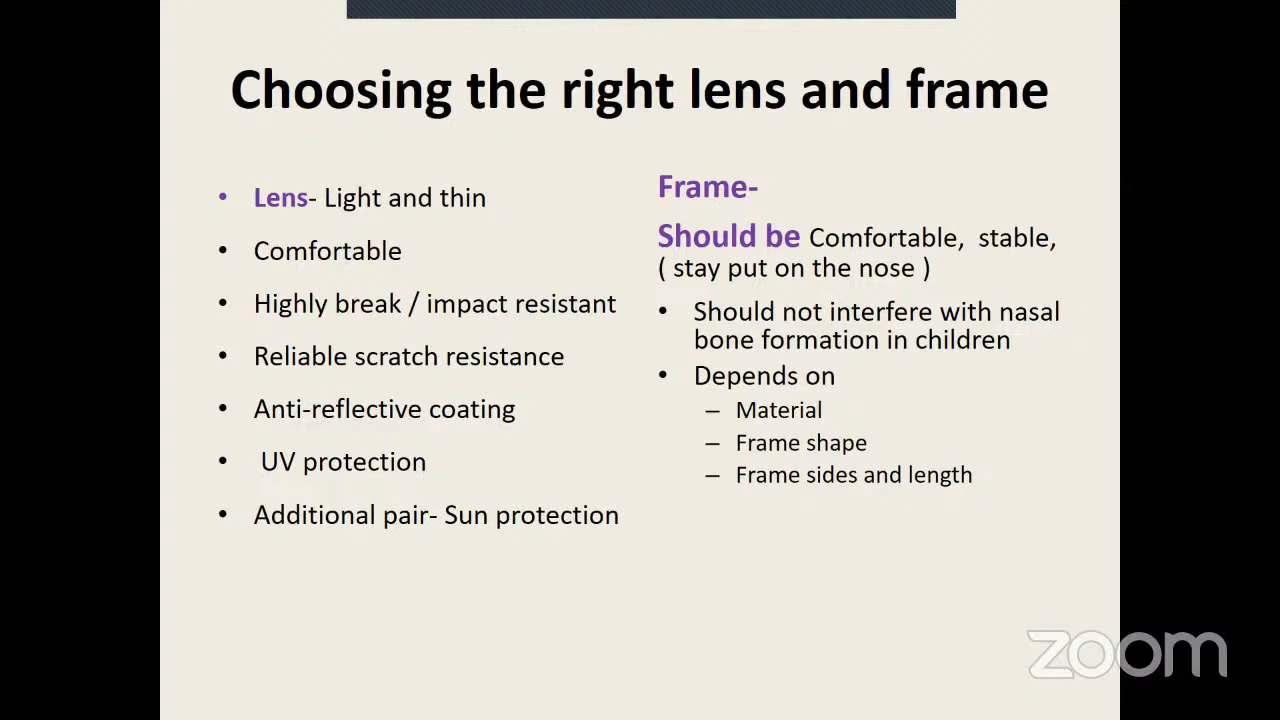 Choosing the right lens and frame
• Lens- Light and thin
• Comfortable
• Highly break / impact resistant
• Reliable scratch resistance
• Anti-reflective coating
• UV protection
• Additional pair- Sun protection
Frame-
Should be Comfortable, stable,
( stay put on the nose )
• Should not interfere with nasal
bone formation in children
• Depends on
– Material
– Frame shape
– Frame sides and length
zoom